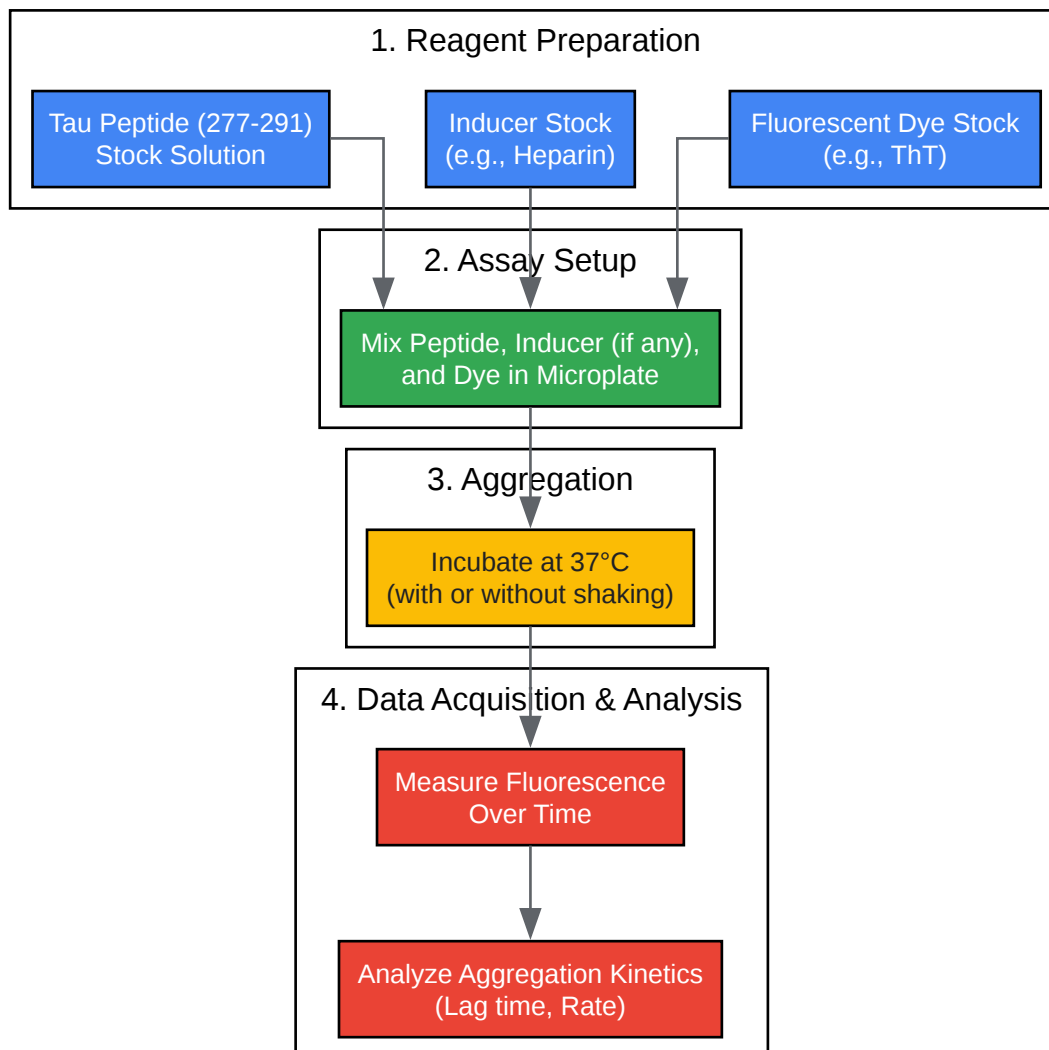 1. Reagent Preparation
Tau Peptide (277-291)
Stock Solution
Inducer Stock
(e.g., Heparin)
Fluorescent Dye Stock
(e.g., ThT)
2. Assay Setup
Mix Peptide, Inducer (if any),
and Dye in Microplate
3. Aggregation
Incubate at 37°C
(with or without shaking)
4. Data Acquisition & Analysis
Measure Fluorescence
Over Time
Analyze Aggregation Kinetics
(Lag time, Rate)